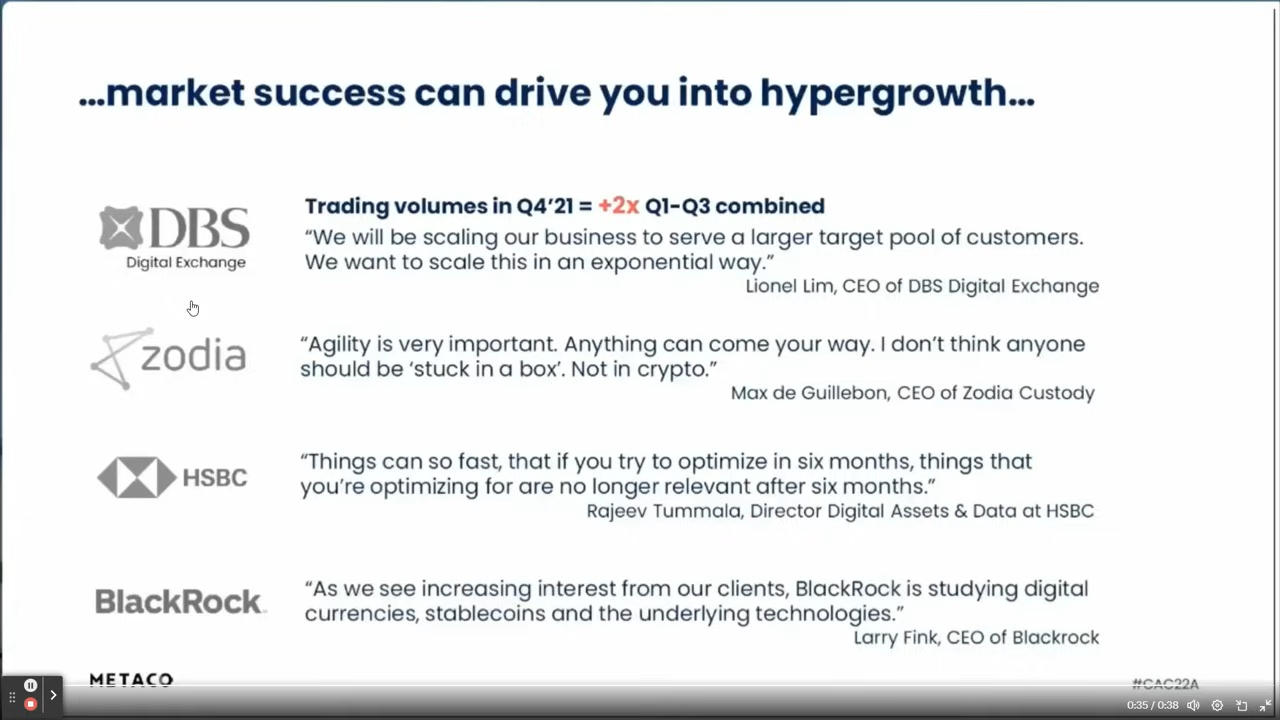 ...market success can drive you into hypergrowth...
DBS
Digital Exchange
Trading volumes in Q4’21 = +2x Q1-Q3 combined
“We will be scaling our business to serve a larger target pool of customers.
We want to scale this in an exponential way.”
Lionel Lim, CEO of DBS Digital Exchange
zodia
“Agility is very important. Anything can come your way. I don’t think anyone
should be ‘stuck in a box’. Not in crypto.”
Max de Guillebon, CEO of Zodia Custody
HSBC
“Things can so fast, that if you try to optimize in six months, things that
you’re optimizing for are no longer relevant after six months.”
Rajeev Tummala, Director Digital Assets & Data at HSBC
BlackRock
“As we see increasing interest from our clients, BlackRock is studying digital
currencies, stablecoins and the underlying technologies.”
Larry Fink, CEO of Blackrock
METACO
#CAC22A
0:35 / 0:38